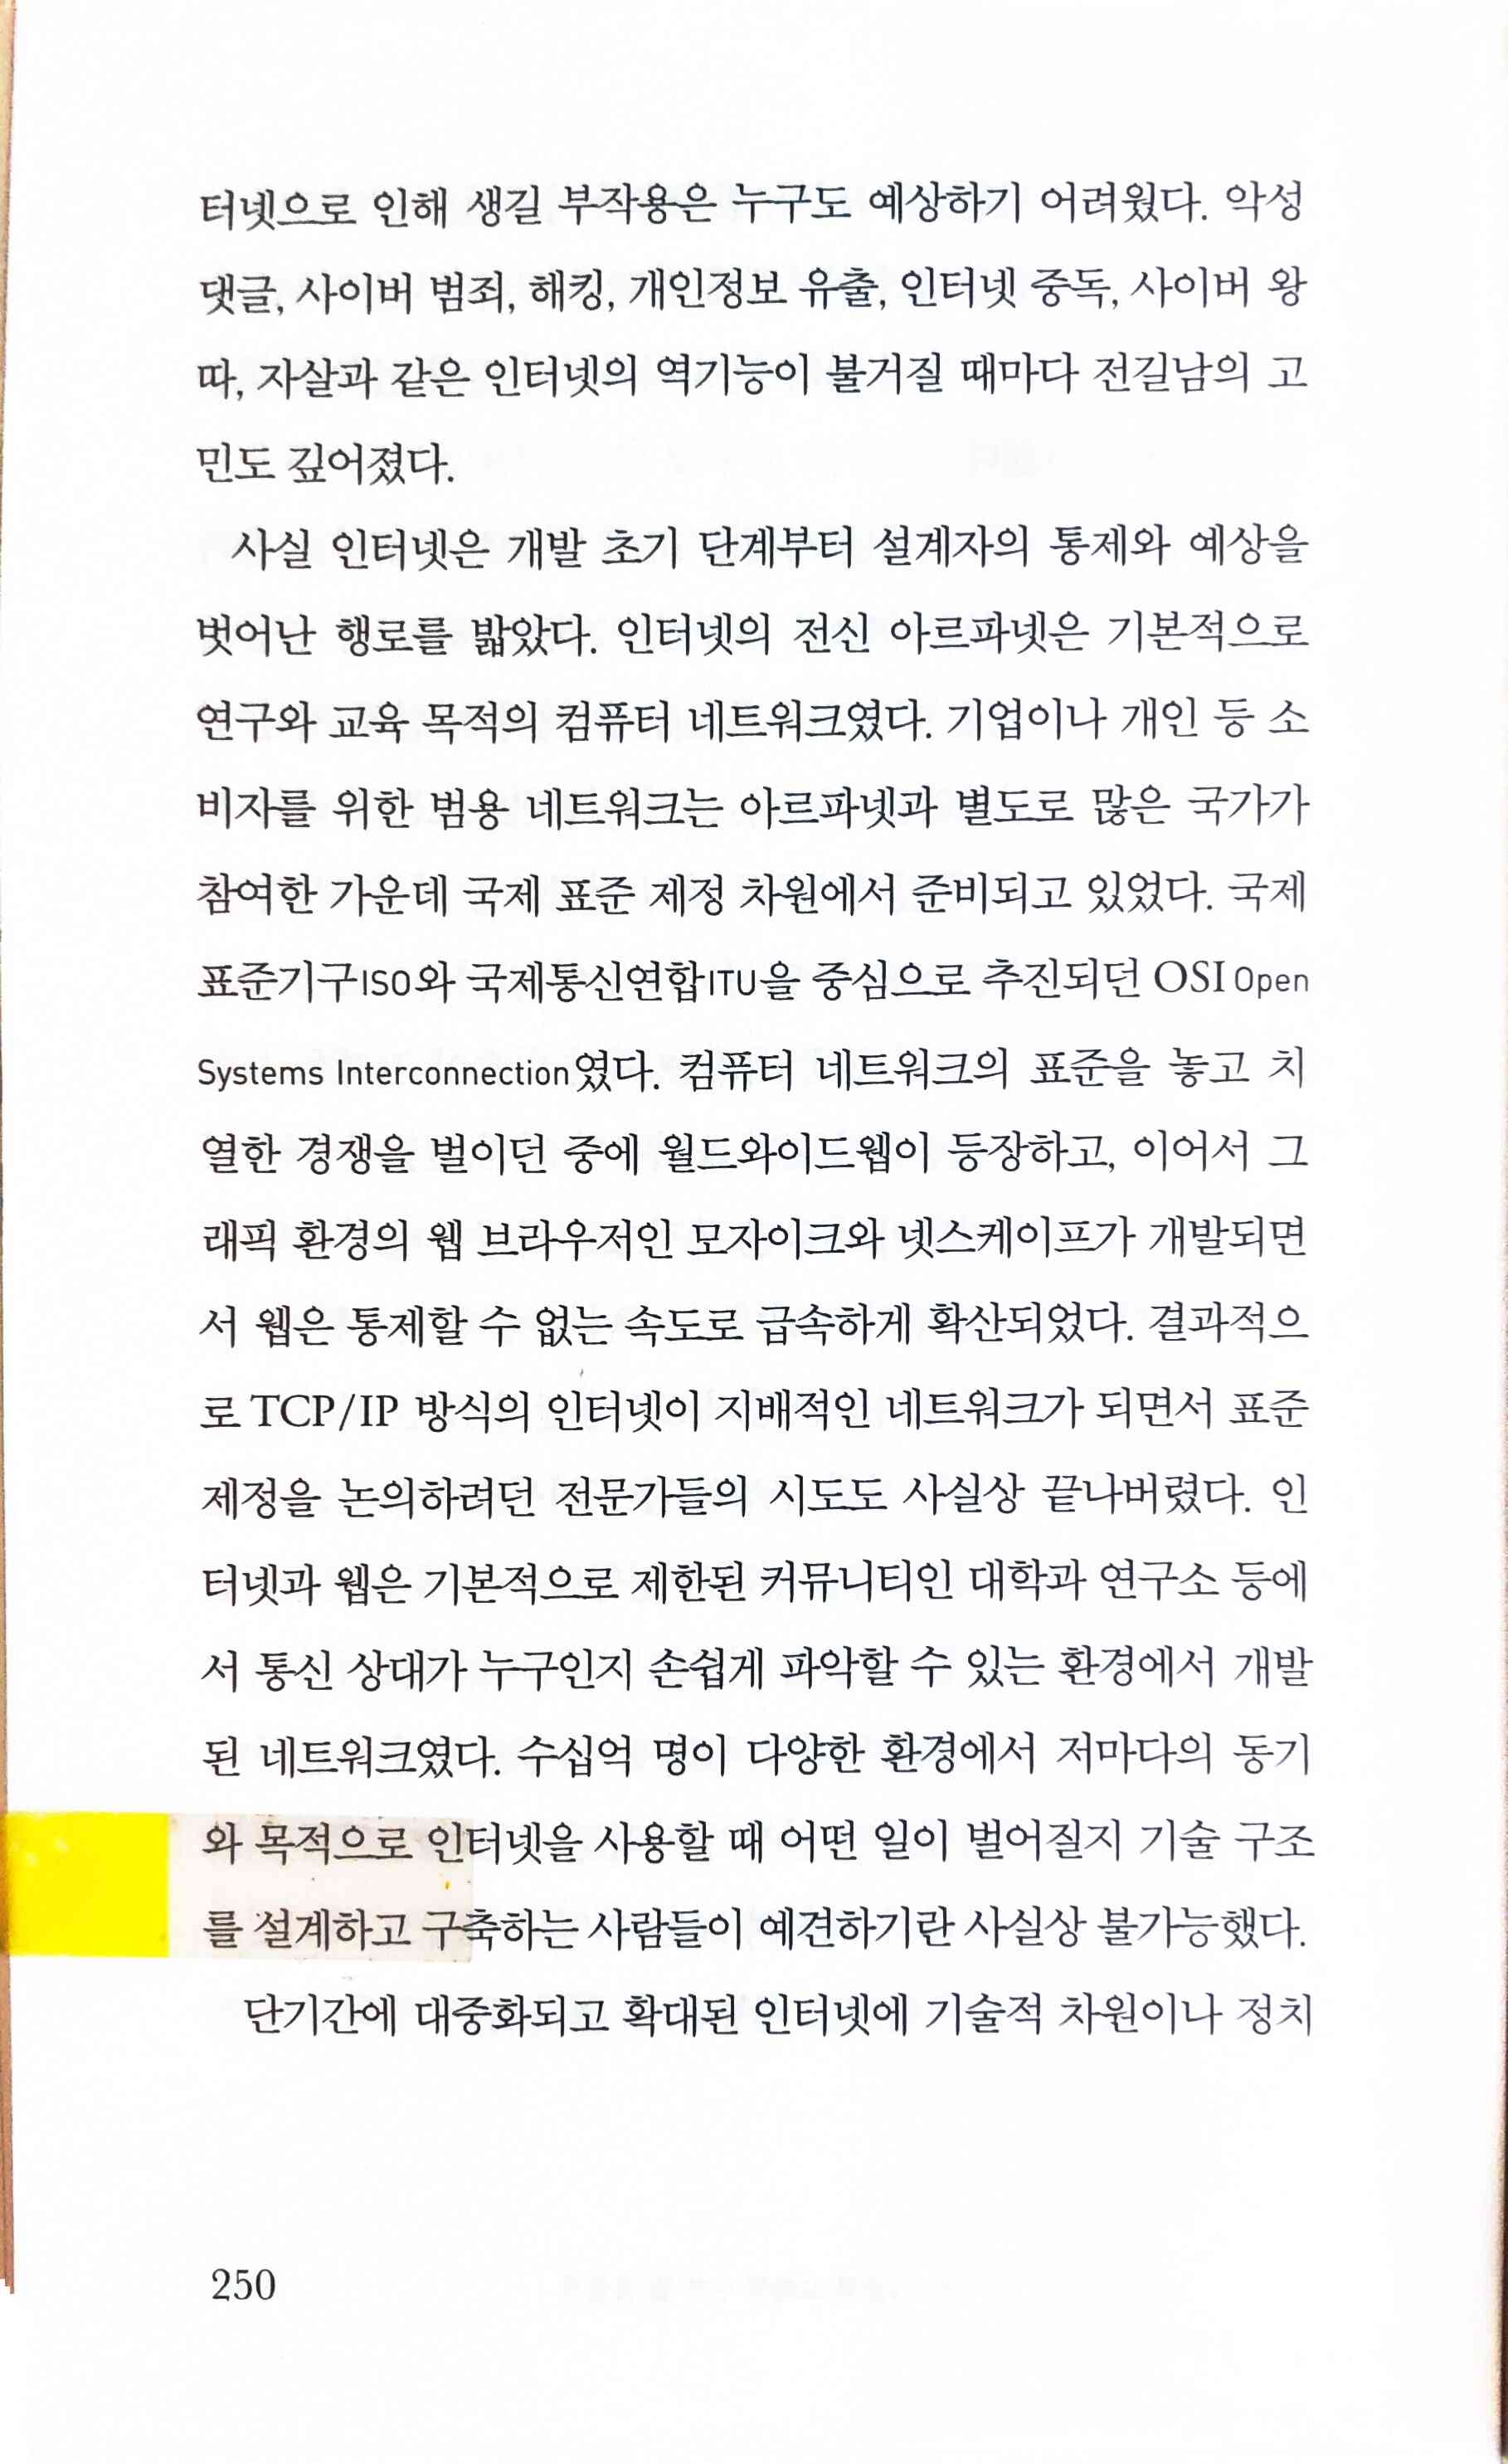 터넷으로 인해 생길 부작용은 누구도 예상하기 어려웠다. 악성
댓글, 사이버 범죄, 해킹, 개인정보 유출, 인터넷 중독, 사이버 왕
따, 자살과 같은 인터넷의 역기능이 불거질 때마다 전길남의 고
민도 깊어졌다.
사실 인터넷은 개발 초기 단계부터 설계자의 통제와 예상을
벗어난 행로를 밟았다. 인터넷의 전신 아르파넷은 기본적으로
연구와 교육 목적의 컴퓨터 네트워크였다. 기업이나 개인 등 소
비자를 위한 범용 네트워크는 아르파넷과 별도로 많은 국가가
참여한 가운데 국제 표준 제정 차원에서 준비되고 있었다. 국제
표준기구ISO와 국제통신연합ITU을 중심으로 추진되던 OSI Open
Systems Interconnection였다. 컴퓨터 네트워크의 표준을 놓고 치
열한 경쟁을 벌이던 중에 월드와이드웹이 등장하고, 이어서 그
래픽 환경의 웹 브라우저인 모자이크와 넷스케이프가 개발되면
서 웹은 통제할 수 없는 속도로 급속하게 확산되었다. 결과적으
로 TCP/IP 방식의 인터넷이 지배적인 네트워크가 되면서 표준
제정을 논의하려던 전문가들의 시도도 사실상 끝나버렸다. 인
터넷과 웹은 기본적으로 제한된 커뮤니티인 대학과 연구소 등에
서 통신 상대가 누구인지 손쉽게 파악할 수 있는 환경에서 개발
된 네트워크였다. 수십억 명이 다양한 환경에서 저마다의 동기
와 목적으로 인터넷을 사용할 때 어떤 일이 벌어질지 기술 구조
를 설계하고 구축하는 사람들이 예견하기란 사실상 불가능했다.
단기간에 대중화되고 확대된 인터넷에 기술적 차원이나 정치
250